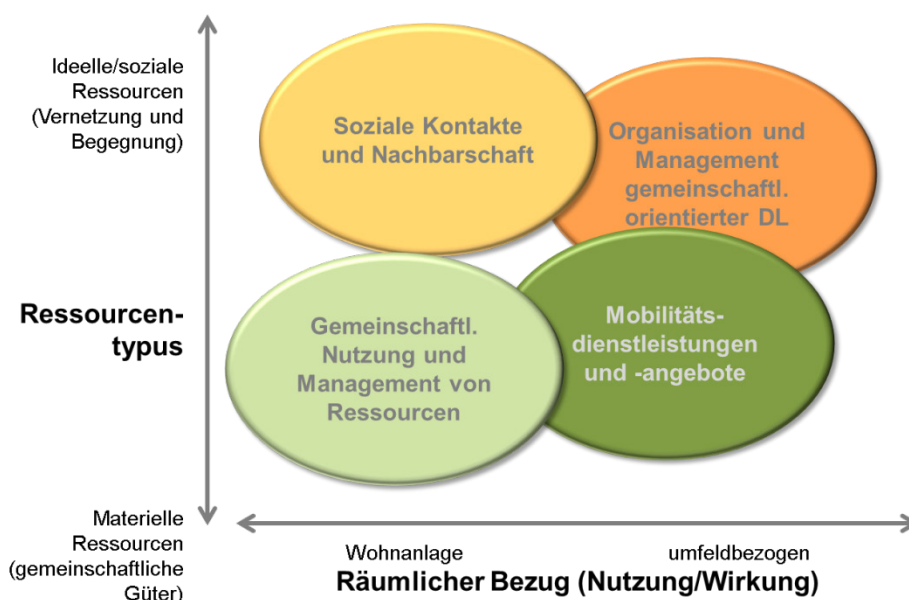 Ideelle/soziale
Ressourcen
(Vernetzung und
Begegnung)
Soziale Kontakte
und Nachbarschaft
Organisation und
Management
gemeinschaftl.
orientierter DL
Ressourcen-
typus
Gemeinschaftl.
Nutzung und
Management von
Ressourcen
Mobilitäts-
dienstleistungen
und -angebote
Materielle
Ressourcen
(gemeinschaftliche
Güter)
Wohnanlage
umfeldbezogen
Räumlicher Bezug (Nutzung/Wirkung)